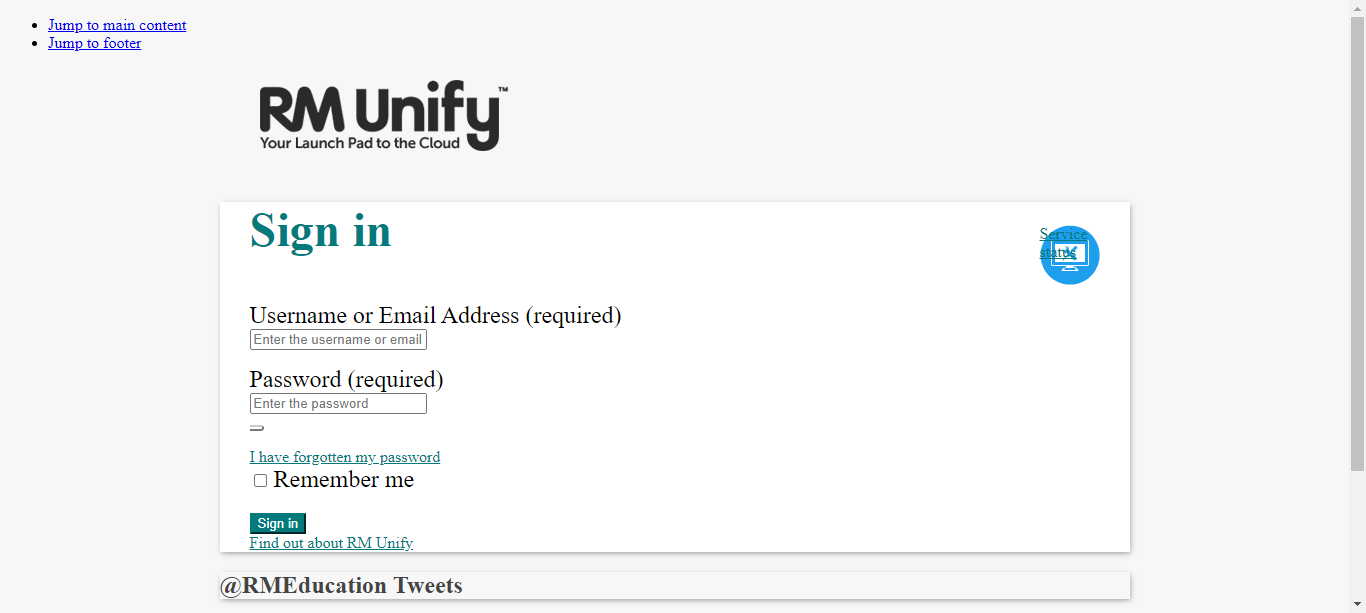 Jump to main content
Jump to footer
RM Unify™
Your Launch Pad to the Cloud
Sign in
Service
status
Username or Email Address (required)
Enter the username or email
Password (required)
Enter the password
I have forgotten my password
Remember me
Sign in
Find out about RM Unify
@RMEducation Tweets